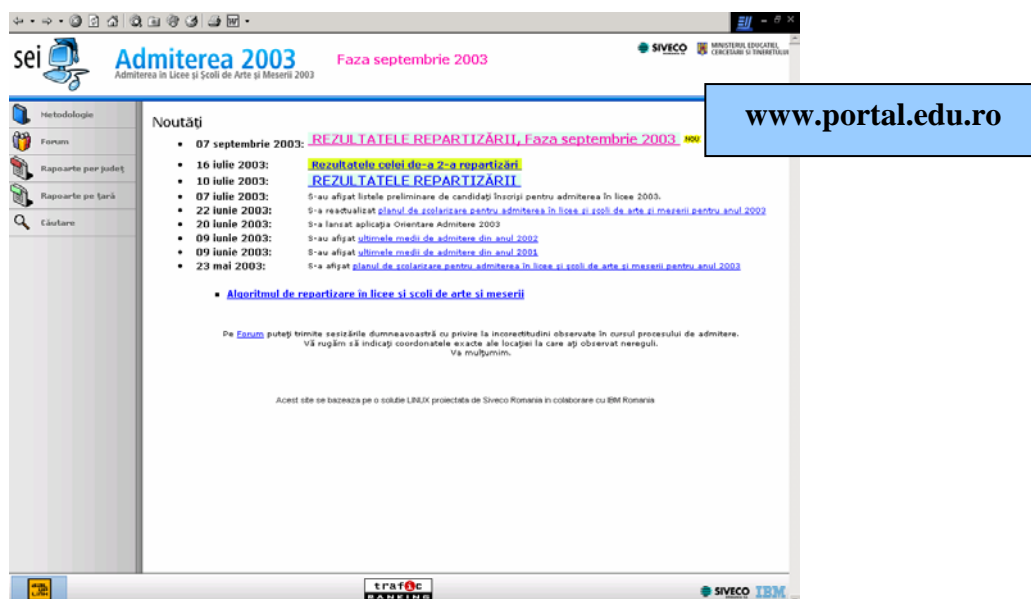 sei
Admiterea 2003
Admiterea în Licee și Școli de Arte și Meserii 2003
Faza septembrie 2003
SIVECO
MINISTERUL EDUCAȚIEI,
CERCETĂRII ȘI TINERETULUI
www.portal.edu.ro
Metodologie
Forum
Rapoarte per județ
Rapoarte pe țară
Căutare
Noutăți
• 07 septembrie 2003: REZULTATELE REPARTIZĂRII, Faza septembrie 2003 NOU
• 16 iulie 2003: Rezultatele celei de-a 2-a repartizări
• 10 iulie 2003: REZULTATELE REPARTIZĂRII
• 07 iulie 2003: S-au afișat listele preliminare de candidați înscriși pentru admiterea în licee 2003.
• 22 iunie 2003: S-a reactualizat planul de școlarizare pentru admiterea în licee și școli de arte și meserii pentru anul 2002
• 20 iunie 2003: S-a lansat aplicația Orientare Admitere 2003
• 09 iunie 2003: S-au afișat ultimele medii de admitere din anul 2002
• 09 iunie 2003: S-au afișat ultimele medii de admitere din anul 2001
• 23 mai 2003: S-a afișat planul de școlarizare pentru admiterea în licee și școli de arte și meserii pentru anul 2003
▪ Algoritmul de repartizare în licee și școli de arte și meserii
Pe Forum puteți trimite sesizările dumneavoastră cu privire la incorectitudini observate în cursul procesului de admitere.
Vă rugăm să indicați coordonatele exacte ale locației la care ați observat nereguli.
Va mulțumim.
Acest site se bazeaza pe o solutie LINUX proiectata de Siveco Romania in colaborare cu IBM Romania
trafic
RANKING
SIVECO
IBM